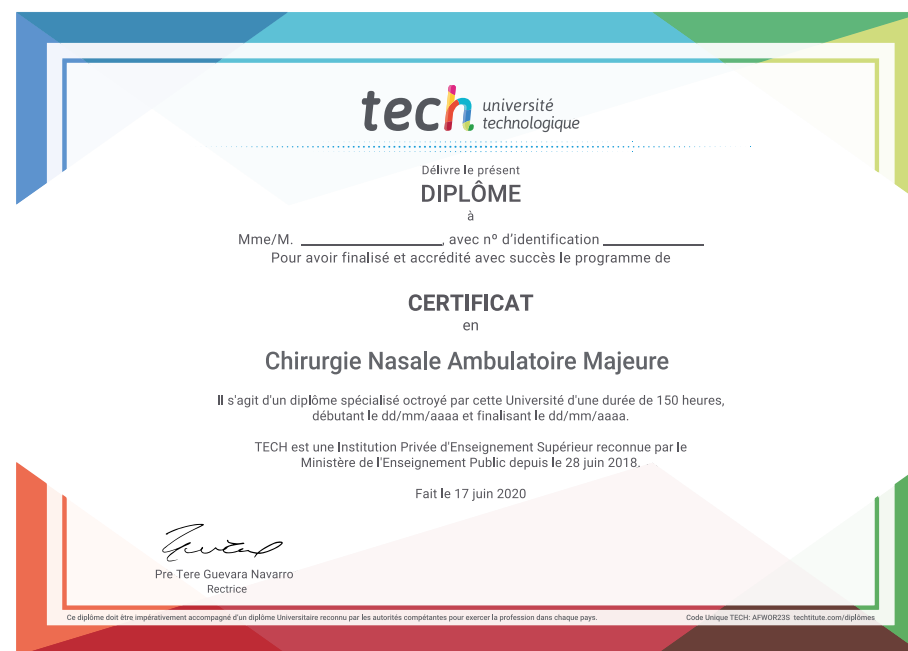 tech université
technologique
Délivre le présent
DIPLÔME
à
Mme/M. ____________________, avec nº d'identification ______________
Pour avoir finalisé et accrédité avec succès le programme de
CERTIFICAT
en
Chirurgie Nasale Ambulatoire Majeure
Il s'agit d'un diplôme spécialisé octroyé par cette Université d'une durée de 150 heures,
débutant le dd/mm/aaaa et finalisant le dd/mm/aaaa.
TECH est une Institution Privée d'Enseignement Supérieur reconnue par le
Ministère de l'Enseignement Public depuis le 28 juin 2018.
Fait le 17 juin 2020
Pre Tere Guevara Navarro
Rectrice
Ce diplôme doit être impérativement accompagné d'un diplôme Universitaire reconnu par les autorités compétentes pour exercer la profession dans chaque pays.
Code Unique TECH: AFWOR23S techtitute.com/diplômes